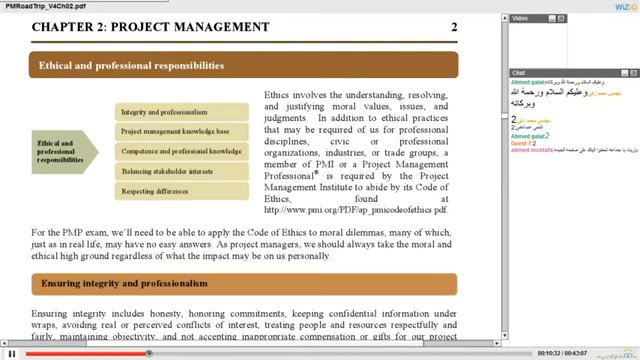 PMRoadTrip_V4Ch02.pdf
WiZiQ
CHAPTER 2: PROJECT MANAGEMENT 2
Ethical and professional responsibilities
Ethical and
professional
responsibilities
Integrity and professionalism
Project management knowledge base
Competence and professional knowledge
Balancing stakeholder interests
Respecting differences
Ethics involves the understanding, resolving,
and justifying moral values, issues, and
judgments. In addition to ethical practices
that may be required of us for professional
disciplines, civic or professional
organizations, industries, or trade groups, a
member of PMI or a Project Management
Professional® is required by the Project
Management Institute to abide by its Code of
Ethics, found at
http://www.pmi.org/PDF/ap_pmicodeofethics.pdf.
For the PMP exam, we'll need to be able to apply the Code of Ethics to moral dilemmas, many of which,
just as in real life, may have no easy answers. As project managers, we should always take the moral and
ethical high ground regardless of what the impact may be on us personally.
Ensuring integrity and professionalism
Ensuring integrity includes honesty, honoring commitments, keeping confidential information under
wraps, avoiding real or perceived conflicts of interest, treating people and resources respectfully and
fairly, maintaining objectivity, and not accepting inappropriate compensation or gifts for our project
Video
Chat
Ahmed galal: وعليكم السلام ورحمة الله وبركاته
وعليكم السلام ورحمة الله
وبركاته
2
Ahmed galal: 2
Guest 7: 2
ahmed mostafa:
00:10:32 / 00:43:07